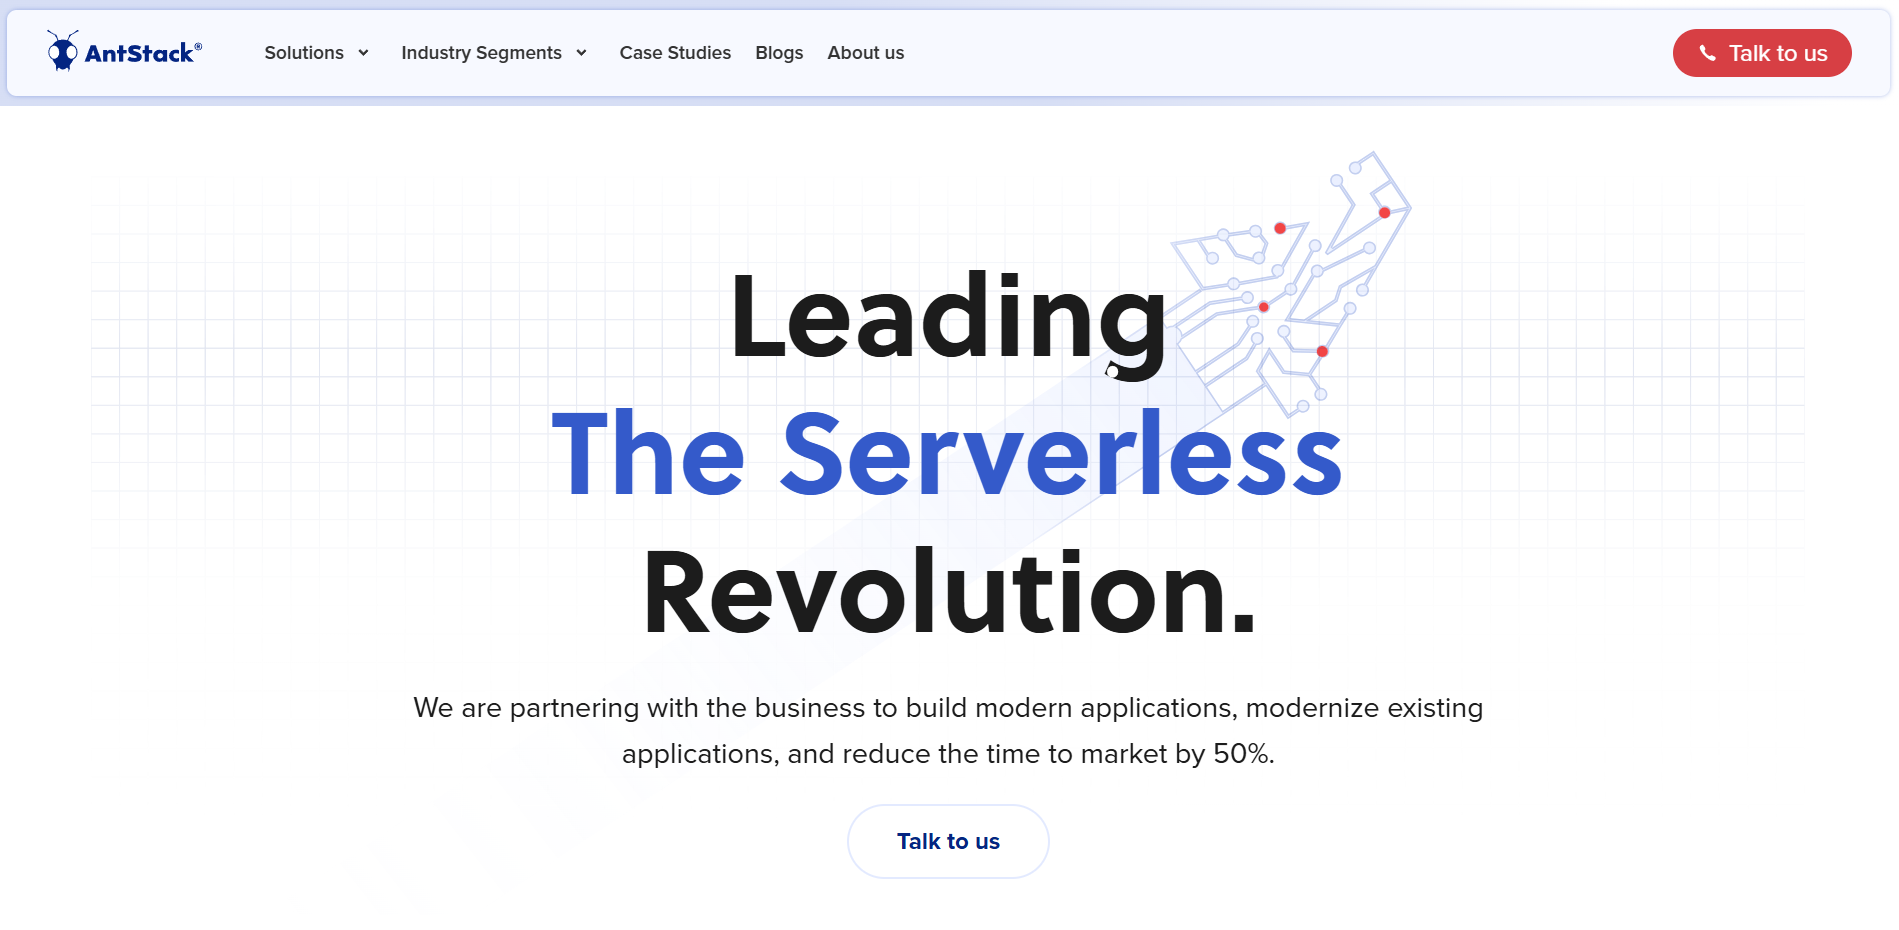 AntStack®
Solutions
Industry Segments
Case Studies
Blogs
About us
Talk to us
Leading
The Serverless
Revolution.
We are partnering with the business to build modern applications, modernize existing
applications, and reduce the time to market by 50%.
Talk to us